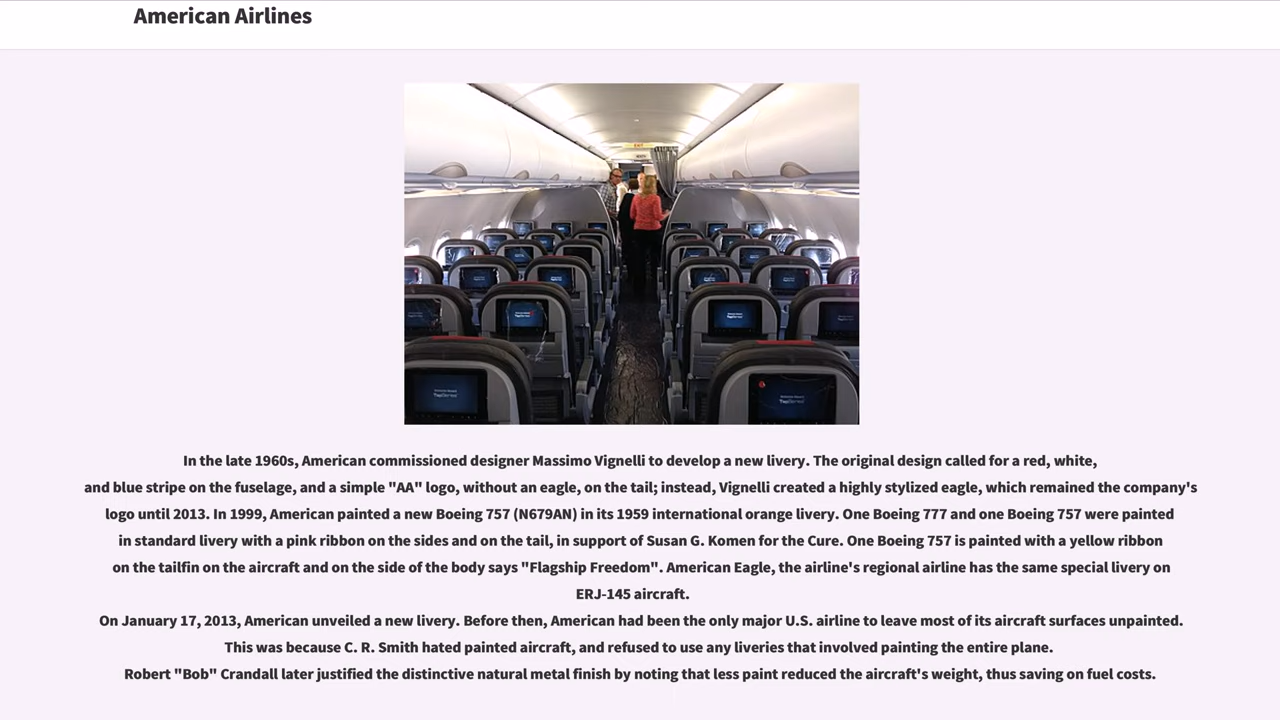 American Airlines
In the late 1960s, American commissioned designer Massimo Vignelli to develop a new livery. The original design called for a red, white,
and blue stripe on the fuselage, and a simple "AA" logo, without an eagle, on the tail; instead, Vignelli created a highly stylized eagle, which remained the company's
logo until 2013. In 1999, American painted a new Boeing 757 (N679AN) in its 1959 international orange livery. One Boeing 777 and one Boeing 757 were painted
in standard livery with a pink ribbon on the sides and on the tail, in support of Susan G. Komen for the Cure. One Boeing 757 is painted with a yellow ribbon
on the tailfin on the aircraft and on the side of the body says "Flagship Freedom". American Eagle, the airline's regional airline has the same special livery on
ERJ-145 aircraft.
On January 17, 2013, American unveiled a new livery. Before then, American had been the only major U.S. airline to leave most of its aircraft surfaces unpainted.
This was because C. R. Smith hated painted aircraft, and refused to use any liveries that involved painting the entire plane.
Robert "Bob" Crandall later justified the distinctive natural metal finish by noting that less paint reduced the aircraft's weight, thus saving on fuel costs.